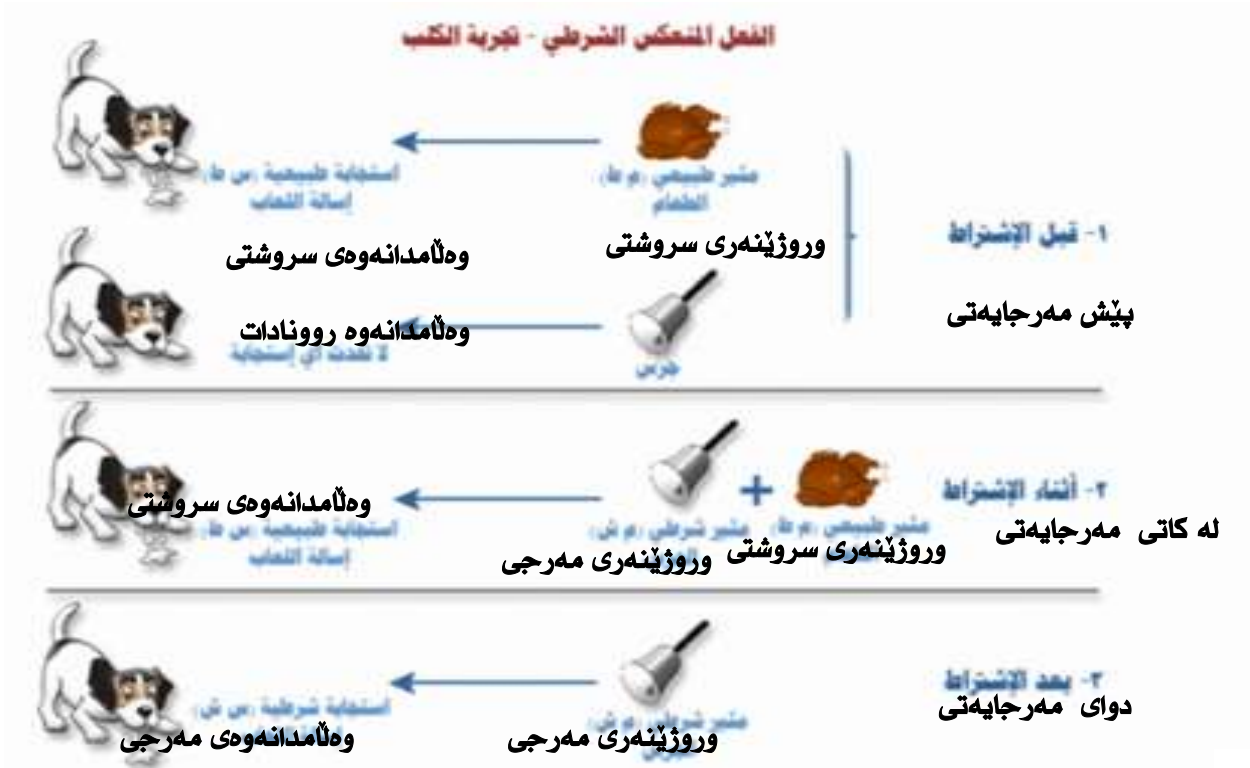 الفعل المنعكس الشرطي - تجربة الكلب
مثير طبيعي (م ط)
الطعام
استجابة طبيعية (س ط)
إسالة اللعاب
١- قبل الإشتراط
وروژێنەری سروشتی
وەڵامدانەوەی سروشتی
پێش مەرجایەتی
وەڵامدانەوە روونادات
جرس
لا تحدث أي إستجابة
٢- أثناء الإشتراط
لە کاتی مەرجایەتی
وەڵامدانەوەی سروشتی
مثير طبيعي (م ط)
مثير شرطي (م ش)
استجابة طبيعية (س ط)
إسالة اللعاب
وروژێنەری سروشتی
وروژێنەری مەرجی
٣- بعد الإشتراط
دوای مەرجایەتی
مثير شرطي (م ش)
استجابة شرطية (س ش)
وروژێنەری مەرجی
وەڵامدانەوەی مەرجی